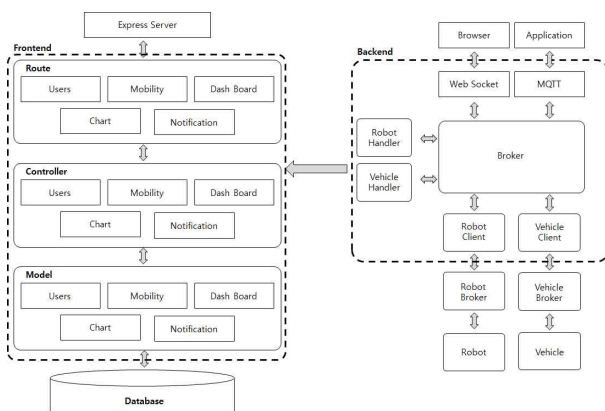 Express Server
Frontend
Route
Users Mobility Dash Board
Chart Notification
Controller
Users Mobility Dash Board
Chart Notification
Model
Users Mobility Dash Board
Chart Notification
Database
Browser Application
Backend
Web Socket MQTT
Robot
Handler
Broker
Vehicle
Handler
Robot
Client
Vehicle
Client
Robot
Broker
Vehicle
Broker
Robot Vehicle